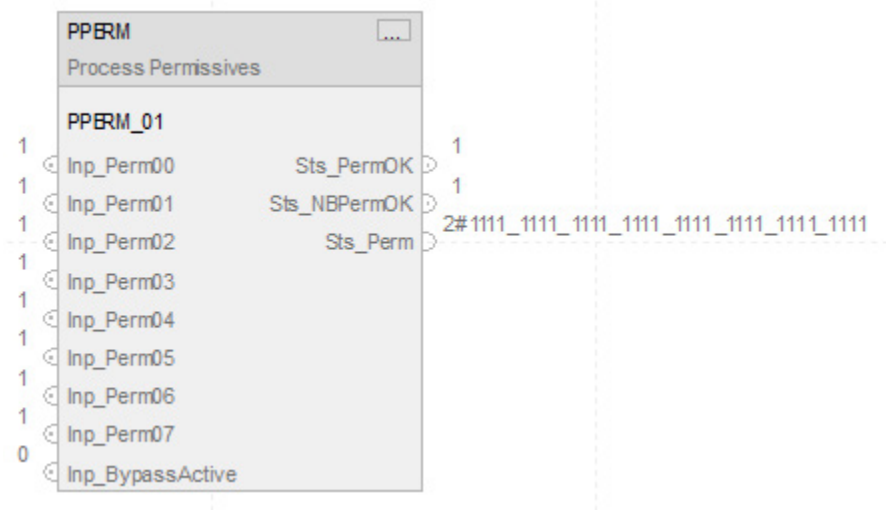 PPERM ...
Process Permissives
PPERM_01
1 1
Inp_Perm00 Sts_PermOK
1 1
Inp_Perm01 Sts_NBPermOK
1 2#1111_1111_1111_1111_1111_1111_1111_1111
Inp_Perm02 Sts_Perm
1
Inp_Perm03
1
Inp_Perm04
1
Inp_Perm05
1
Inp_Perm06
1
Inp_Perm07
0
Inp_BypassActive